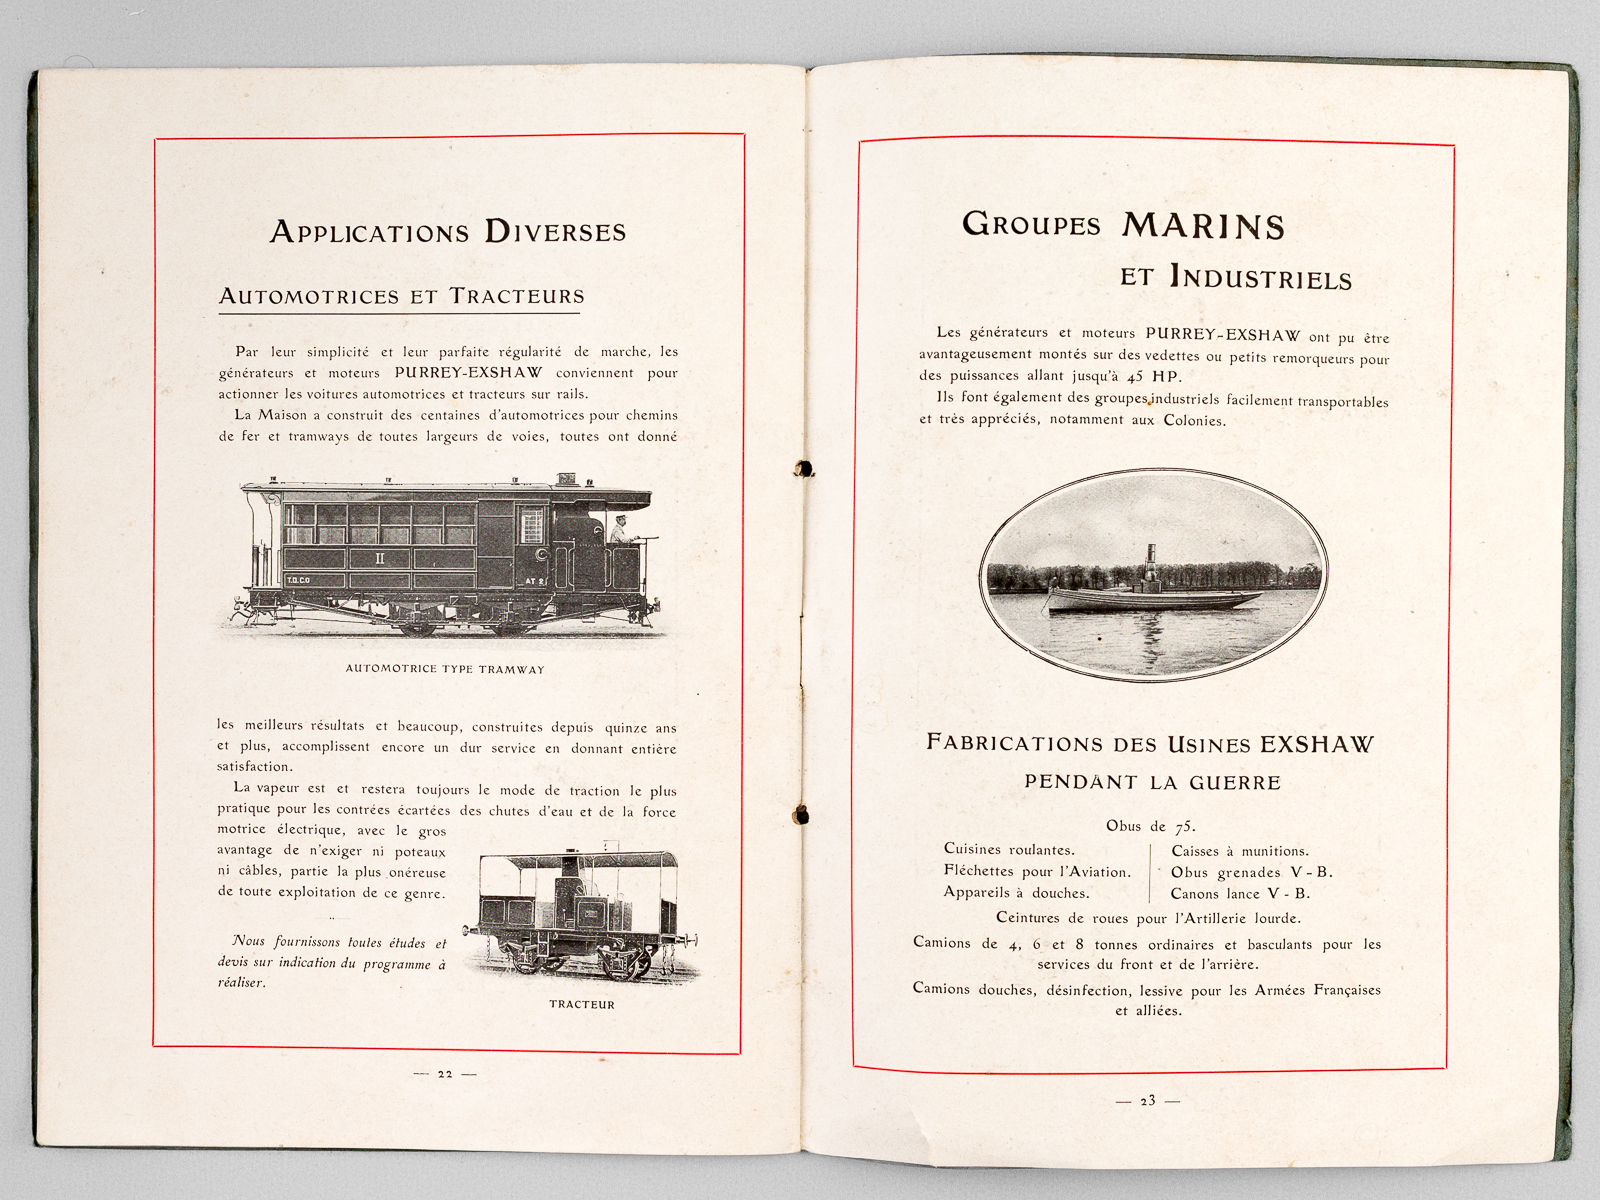 Applications Diverses
Automotrices et Tracteurs
Par leur simplicité et leur parfaite régularité de marche, les
générateurs et moteurs PURREY-EXSHAW conviennent pour
actionner les voitures automotrices et tracteurs sur rails.
La Maison a construit des centaines d'automotrices pour chemins
de fer et tramways de toutes largeurs de voies, toutes ont donné
II
T.O.C.O
AT 2
AUTOMOTRICE TYPE TRAMWAY
les meilleurs résultats et beaucoup, construites depuis quinze ans
et plus, accomplissent encore un dur service en donnant entière
satisfaction.
La vapeur est et restera toujours le mode de traction le plus
pratique pour les contrées écartées des chutes d'eau et de la force
motrice électrique, avec le gros
avantage de n'exiger ni poteaux
ni câbles, partie la plus onéreuse
de toute exploitation de ce genre.
Nous fournissons toutes études et
devis sur indication du programme à
réaliser.
TRACTEUR
— 22 —
Groupes MARINS
et Industriels
Les générateurs et moteurs PURREY-EXSHAW ont pu être
avantageusement montés sur des vedettes ou petits remorqueurs pour
des puissances allant jusqu'à 45 HP.
Ils font également des groupes industriels facilement transportables
et très appréciés, notamment aux Colonies.
Fabrications des Usines EXSHAW
pendant la guerre
Obus de 75.
Cuisines roulantes.
Fléchettes pour l'Aviation.
Appareils à douches.
Caisses à munitions.
Obus grenades V - B.
Canons lance V - B.
Ceintures de roues pour l'Artillerie lourde.
Camions de 4, 6 et 8 tonnes ordinaires et basculants pour les
services du front et de l'arrière.
Camions douches, désinfection, lessive pour les Armées Françaises
et alliées.
— 23 —